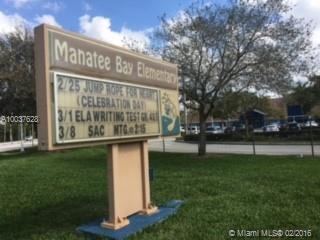 Manatee Bay Elementary
2/25 JUMP ROPE FOR HEART
(CELEBRATION DAY)
3/1 ELA WRITING TEST GR. 4&5
3/8 SAC MTG. @ 2:15
A10037628
© Miami MLS® 02/2016